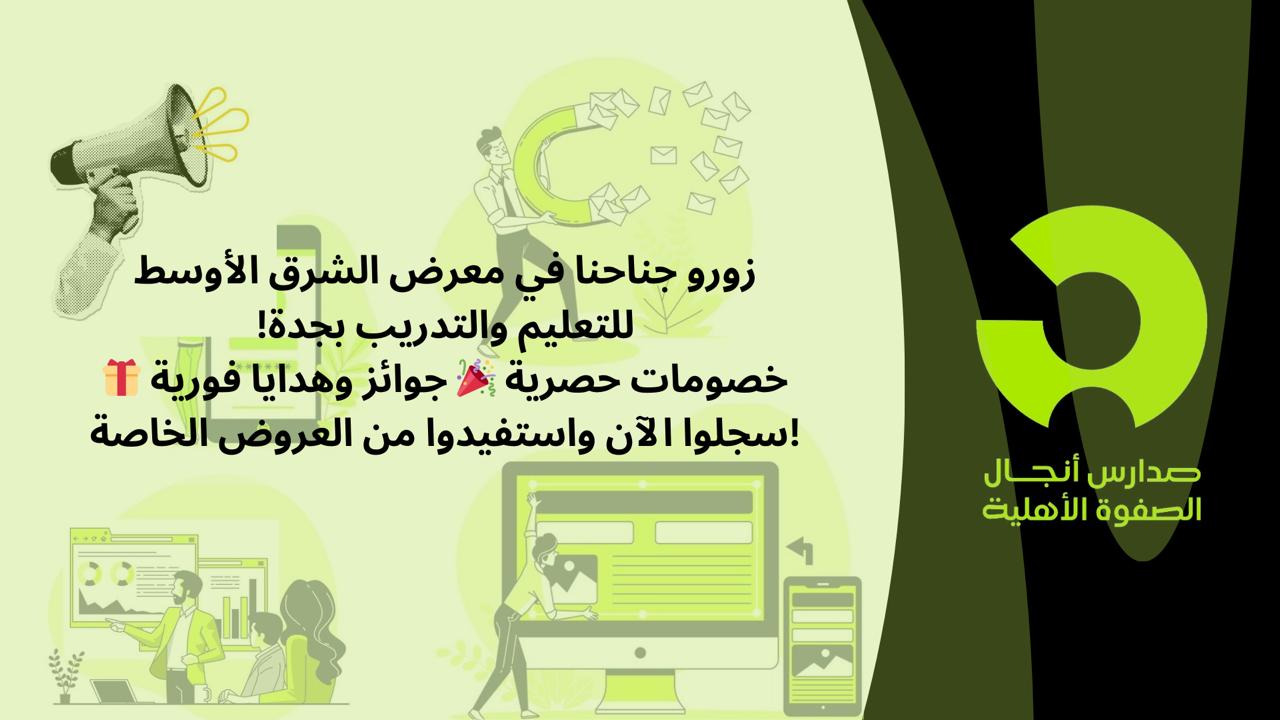 زورو جناحنا في معرض الشرق الأوسط
للتعليم والتدريب بجدة!
خصومات حصرية 🎉 جوائز وهدايا فورية 🎁
!سجلوا الآن واستفيدوا من العروض الخاصة
مدارس أنجال
الصفوة الأهلية